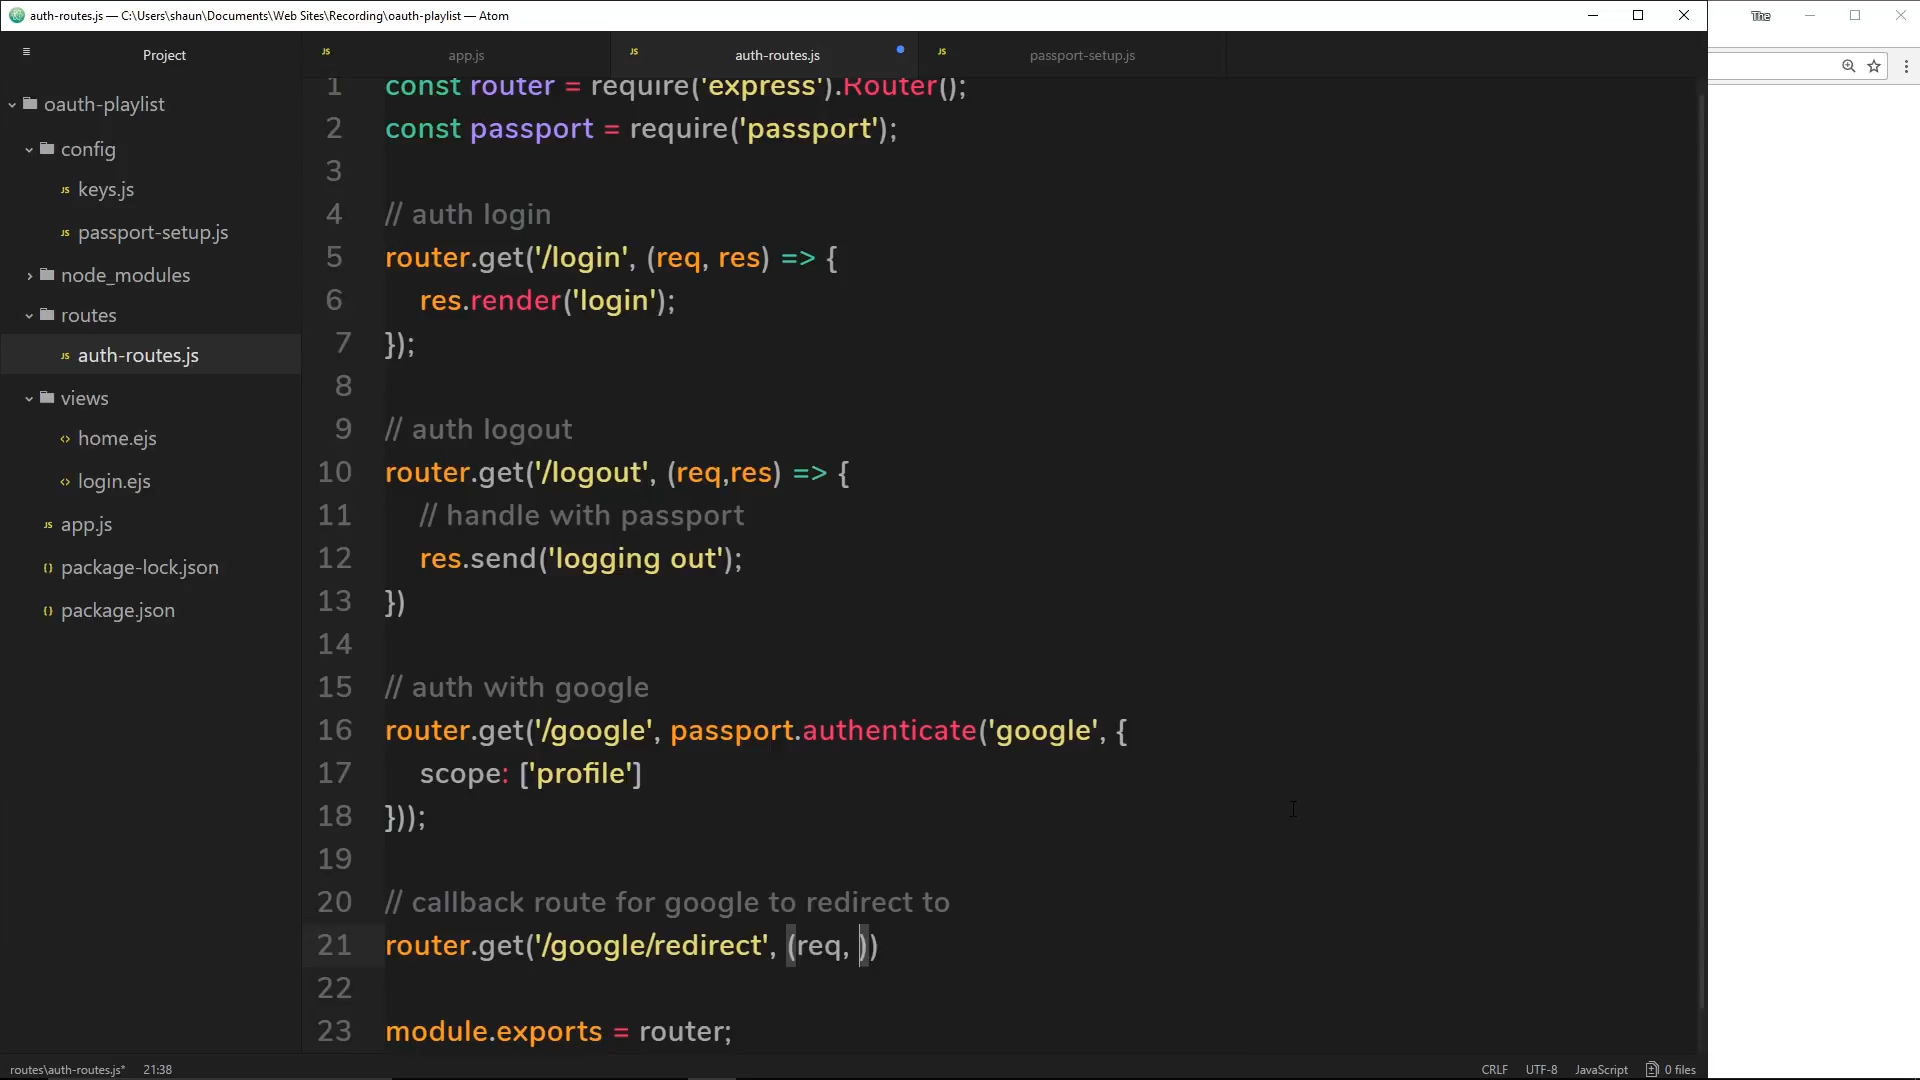 auth-routes.js — C:\Users\shaun\Documents\Web Sites\Recording\oauth-playlist — Atom
The
Project
app.js
auth-routes.js
passport-setup.js
oauth-playlist
config
keys.js
passport-setup.js
node_modules
routes
auth-routes.js
views
home.ejs
login.ejs
app.js
package-lock.json
package.json
1 const router = require('express').Router();
2 const passport = require('passport');
3
4 // auth login
5 router.get('/login', (req, res) => {
6 res.render('login');
7 });
8
9 // auth logout
10 router.get('/logout', (req,res) => {
11 // handle with passport
12 res.send('logging out');
13 })
14
15 // auth with google
16 router.get('/google', passport.authenticate('google', {
17 scope: ['profile']
18 }));
19
20 // callback route for google to redirect to
21 router.get('/google/redirect', (req, ))
22
23 module.exports = router;
routes\auth-routes.js* 21:38 CRLF UTF-8 JavaScript 0 files